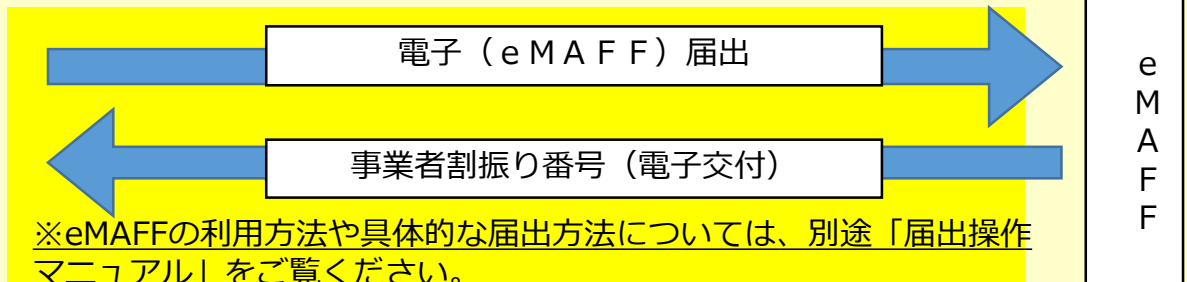 電子（ｅＭＡＦＦ）届出
事業者割振り番号（電子交付）
※eMAFFの利用方法や具体的な届出方法については、別途「届出操作
マニュアル」をご覧ください。
ｅ
Ｍ
Ａ
Ｆ
Ｆ